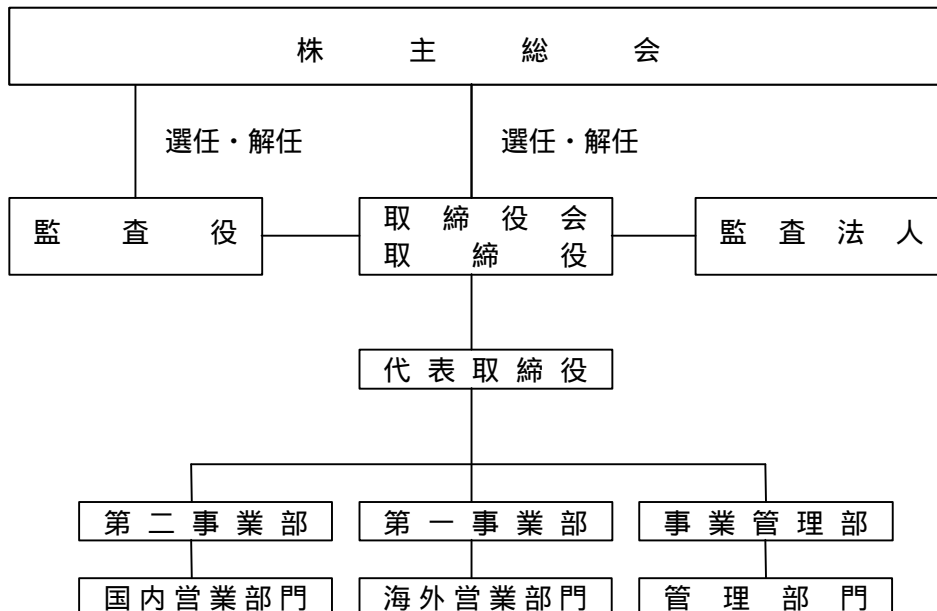 株主総会
選任・解任
選任・解任
監査役
取締役会
取締役
監査法人
代表取締役
第二事業部
第一事業部
事業管理部
国内営業部門
海外営業部門
管理部門